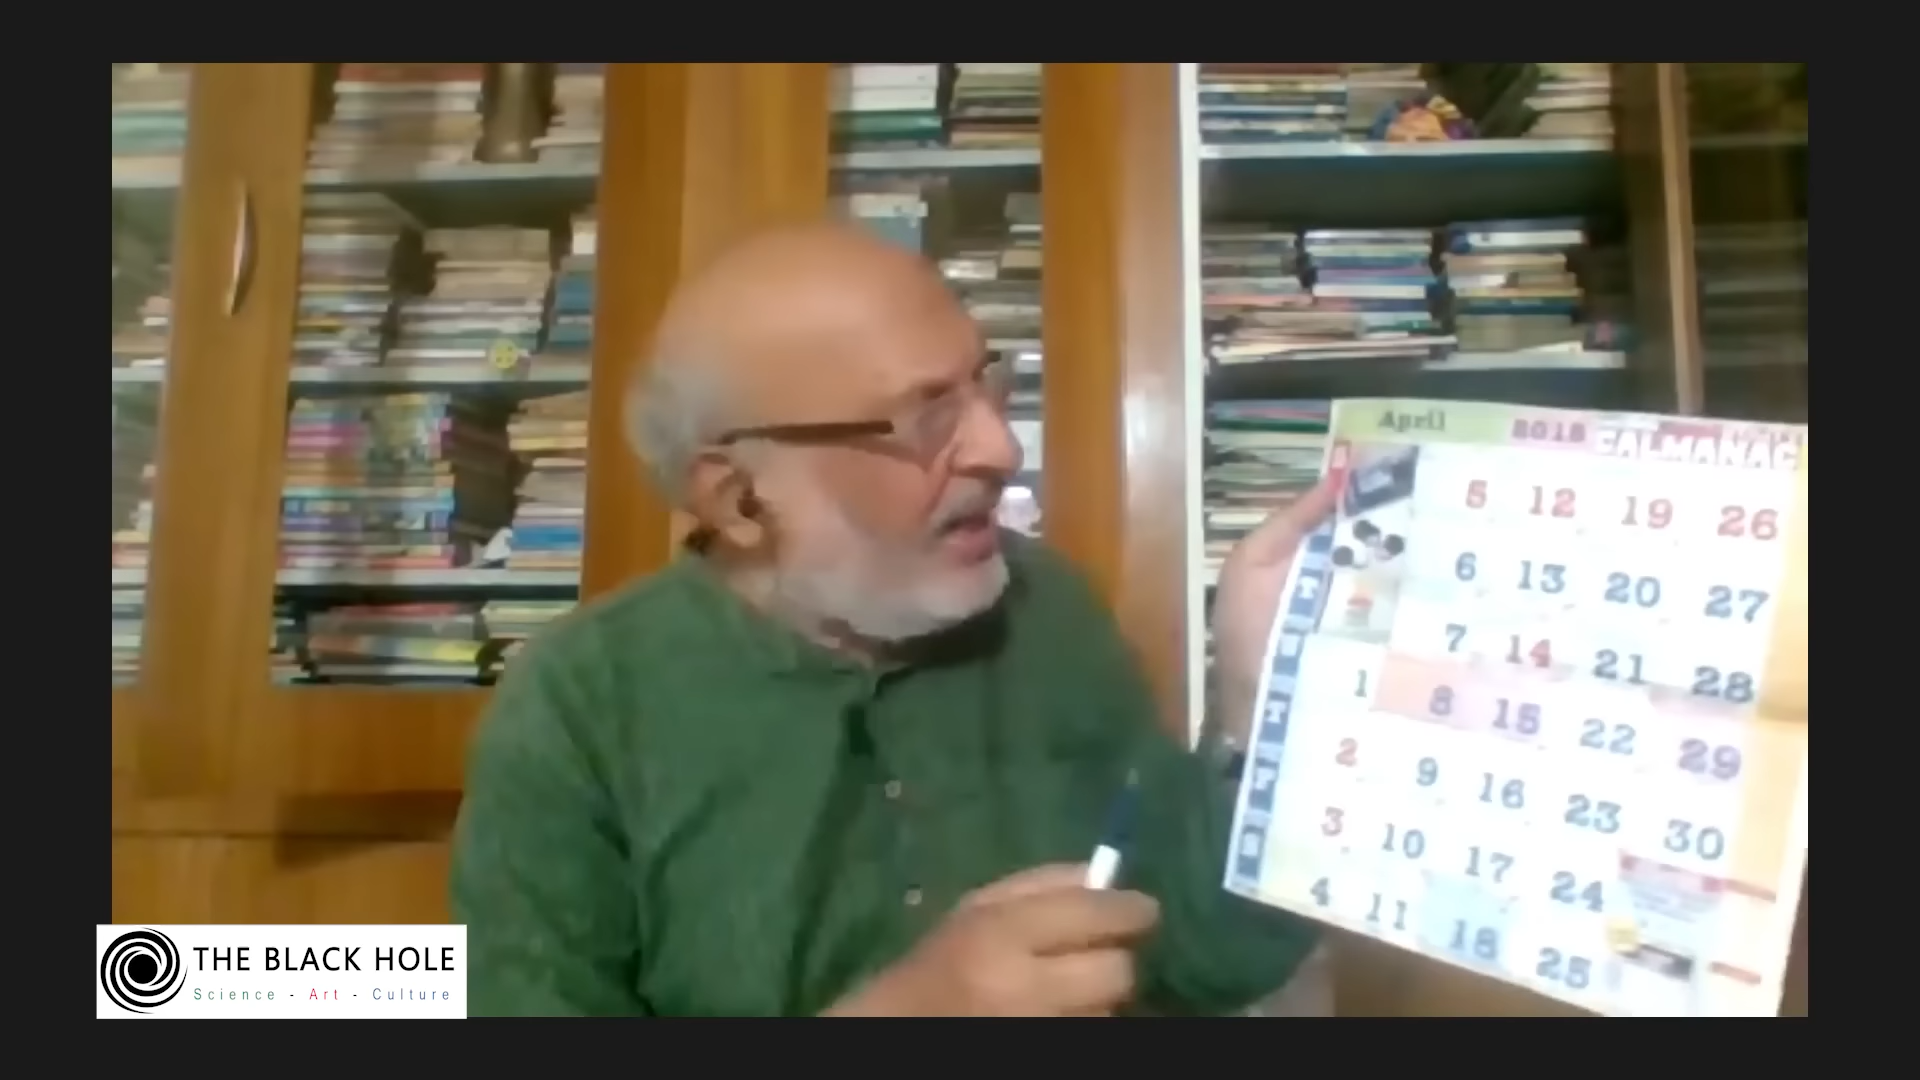 April 2015 CALMANAC
5 12 19 26
6 13 20 27
7 14 21 28
1 8 15 22 29
2 9 16 23 30
3 10 17 24
4 11 18 25
THE BLACK HOLE
Science - Art - Culture